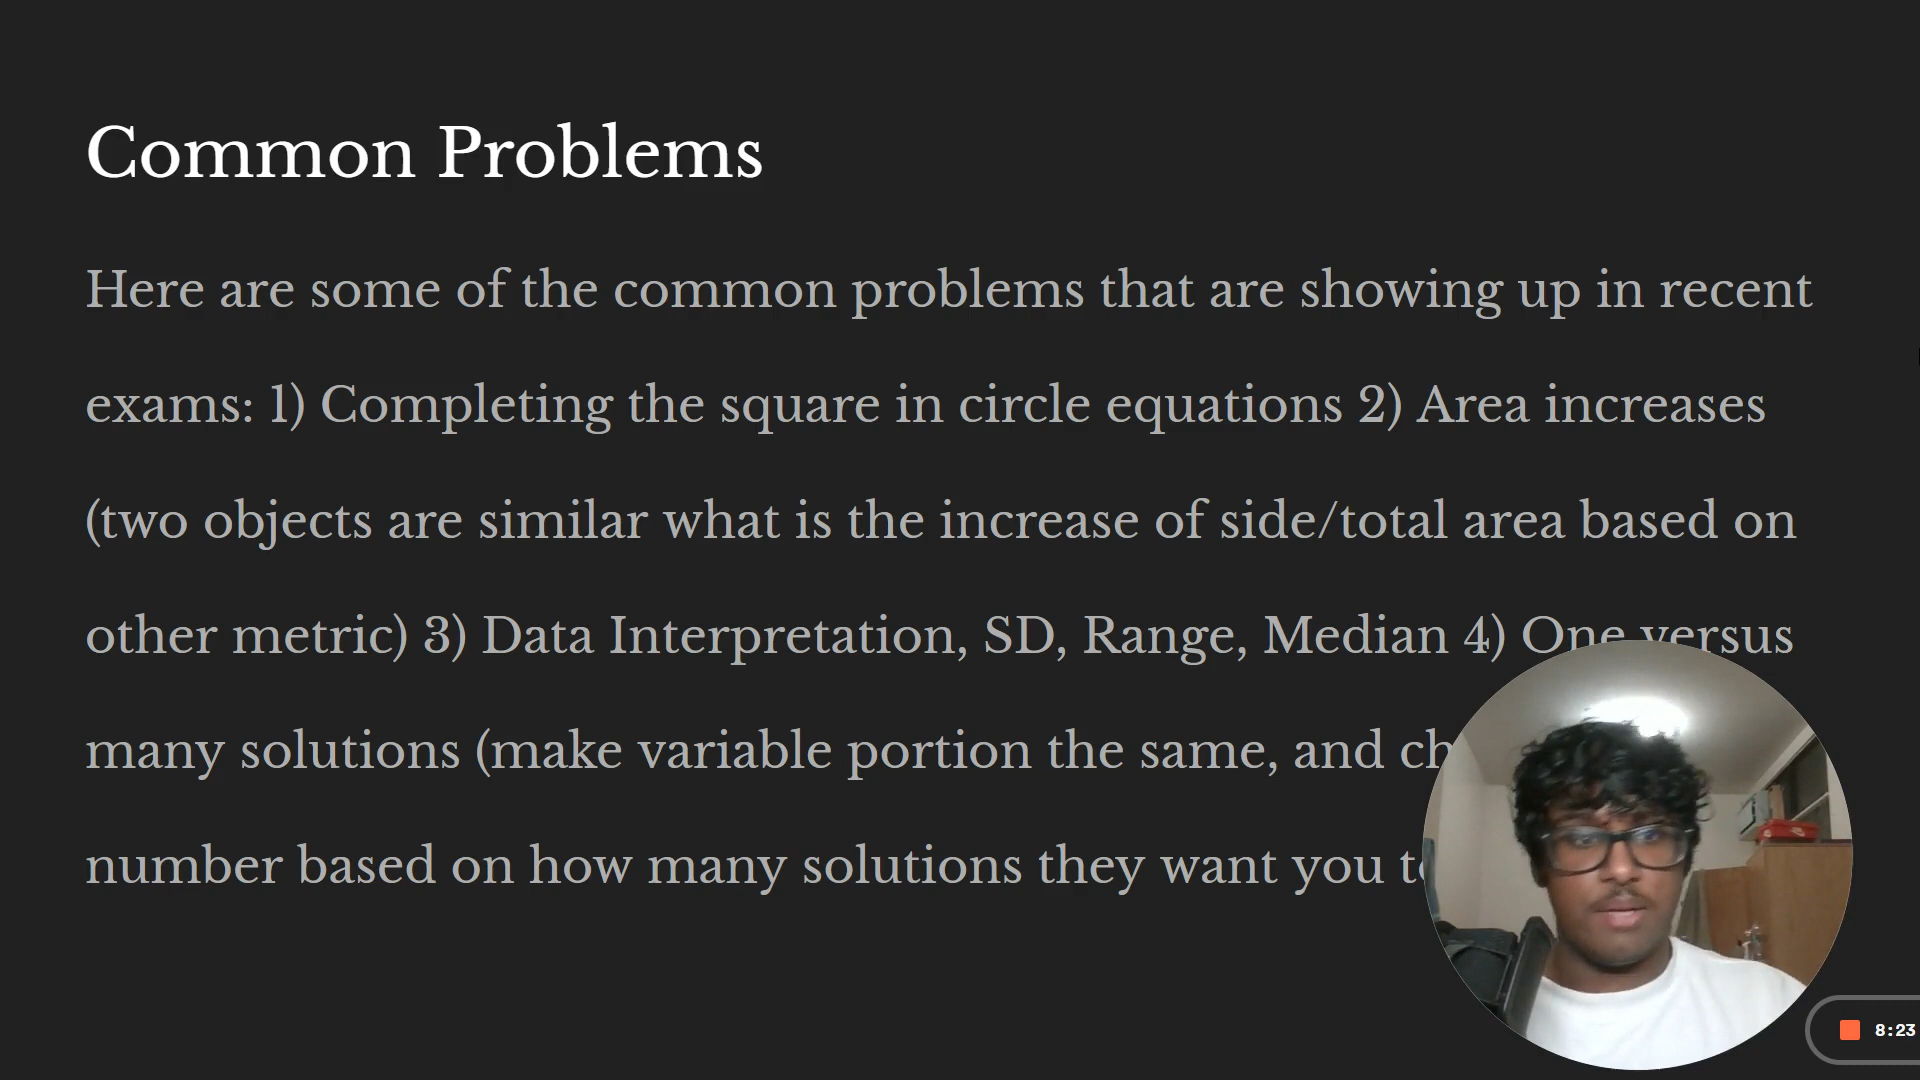 Common Problems
Here are some of the common problems that are showing up in recent
exams: 1) Completing the square in circle equations 2) Area increases
(two objects are similar what is the increase of side/total area based on
other metric) 3) Data Interpretation, SD, Range, Median 4) One versus
many solutions (make variable portion the same, and
number based on how many solutions they want you
8:23